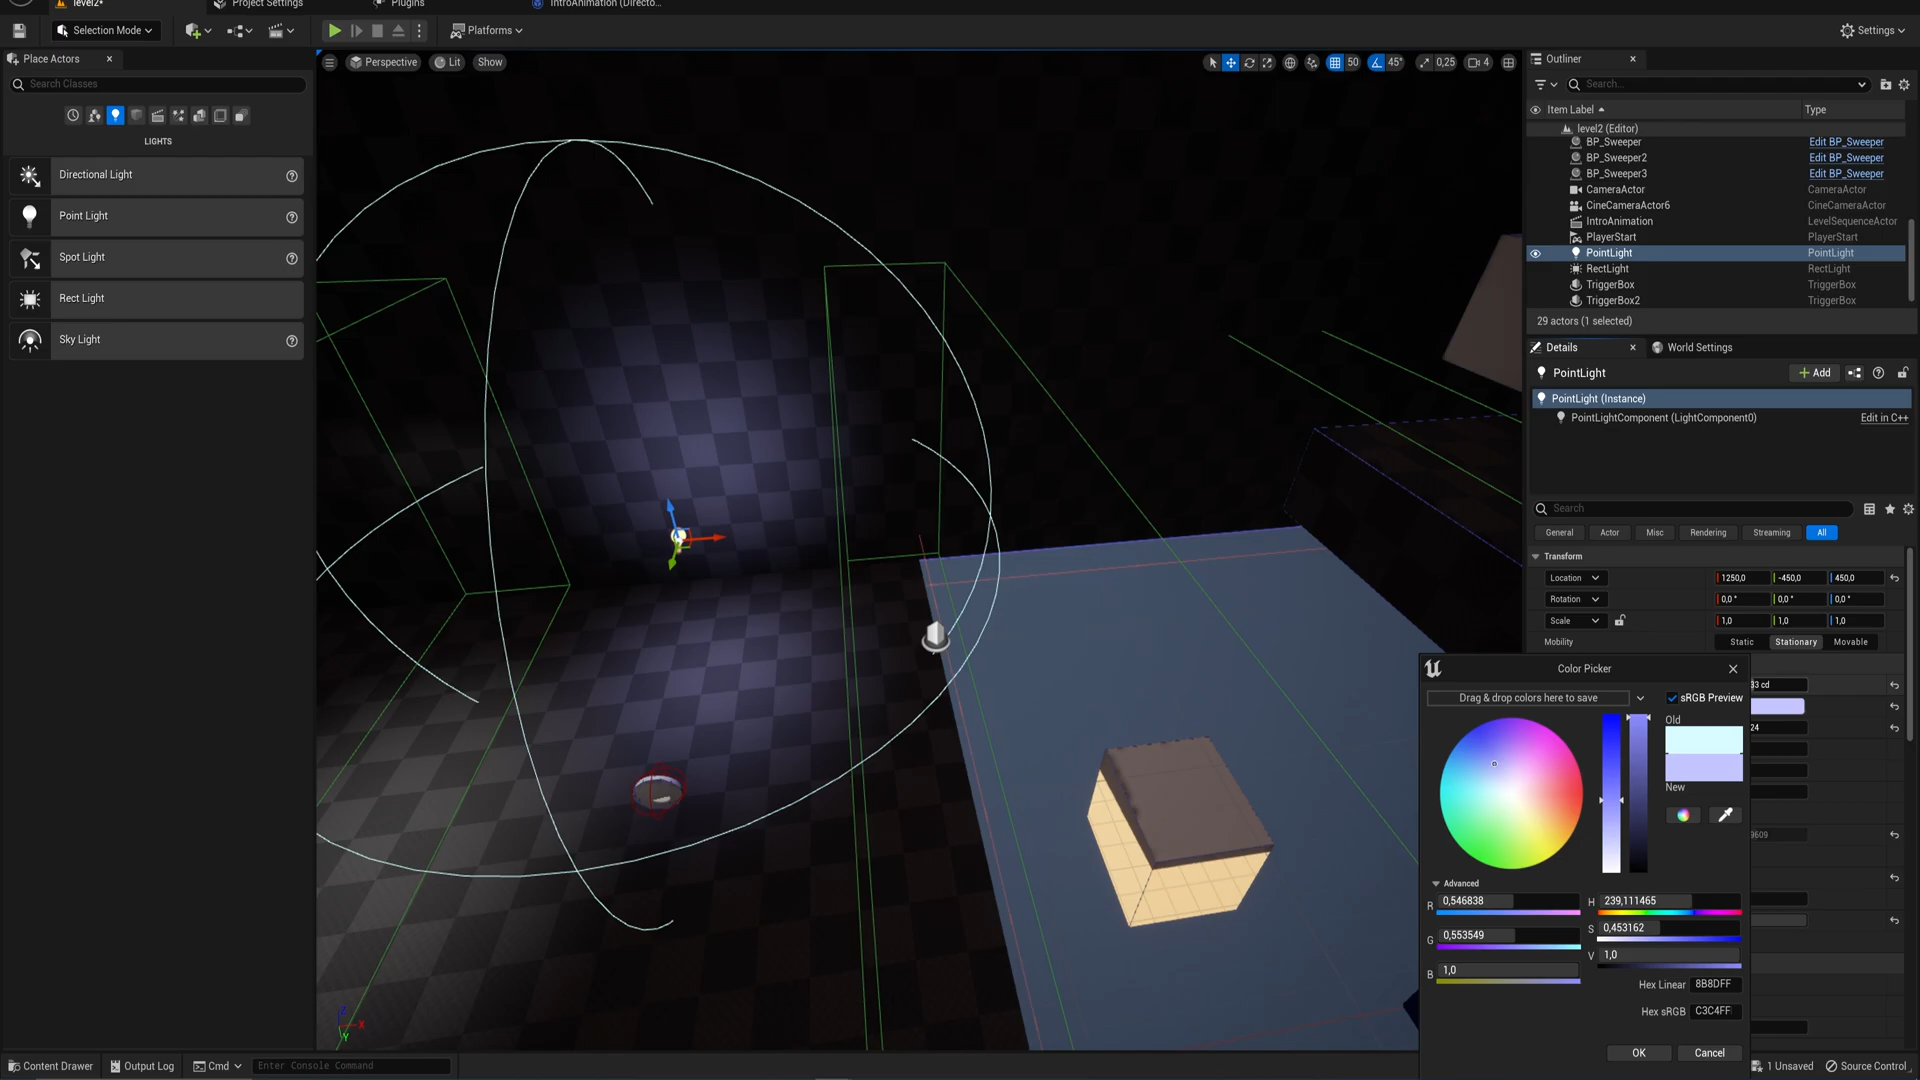 level2*
Project Settings
Plugins
IntroAnimation (Directo...
Selection Mode
Platforms
Settings
Place Actors
Search Classes
LIGHTS
Directional Light
Point Light
Spot Light
Rect Light
Sky Light
Perspective
Lit
Show
50
45°
0,25
4
Outliner
Search...
Item Label
Type
level2 (Editor)
BP_Sweeper Edit BP_Sweeper
BP_Sweeper2 Edit BP_Sweeper
BP_Sweeper3 Edit BP_Sweeper
CameraActor CameraActor
CineCameraActor6 CineCameraActor
IntroAnimation LevelSequenceActor
PlayerStart PlayerStart
PointLight PointLight
RectLight RectLight
TriggerBox TriggerBox
TriggerBox2 TriggerBox
29 actors (1 selected)
Details
World Settings
PointLight
Add
PointLight (Instance)
PointLightComponent (LightComponent0) Edit in C++
Search
General Actor Misc Rendering Streaming All
Transform
Location 1250,0 -450,0 450,0
Rotation 0,0 ° 0,0 ° 0,0 °
Scale 1,0 1,0 1,0
Mobility Static Stationary Movable
Color Picker
Drag & drop colors here to save
sRGB Preview
Old
New
33 cd
24
9609
Advanced
R 0,546838
H 239,111465
G 0,553549
S 0,453162
B 1,0
V 1,0
Hex Linear 8B8DFF
Hex sRGB C3C4FF
OK
Cancel
Z
X
Y
Content Drawer
Output Log
Cmd
Enter Console Command
1 Unsaved
Source Control